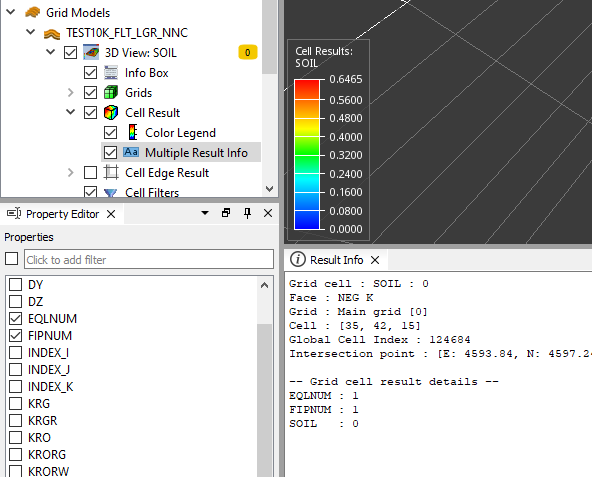 Grid Models
TEST10K_FLT_LGR_NNC
3D View: SOIL
0
Info Box
Grids
Cell Result
Color Legend
Aa Multiple Result Info
Cell Edge Result
Cell Filters
Property Editor
Properties
Click to add filter
DY
DZ
EQLNUM
FIPNUM
INDEX_I
INDEX_J
INDEX_K
KRG
KRGR
KRO
KRORG
KRORW
Cell Results:
SOIL
0.6465
0.5600
0.4800
0.4000
0.3200
0.2400
0.1600
0.0800
0.0000
Result Info
Grid cell : SOIL : 0
Face : NEG K
Grid : Main grid [0]
Cell : [35, 42, 15]
Global Cell Index : 124684
Intersection point : [E: 4593.84, N: 4597.24
-- Grid cell result details --
EQLNUM : 1
FIPNUM : 1
SOIL   : 0